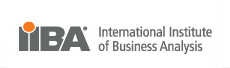 IIBA® International Institute
of Business Analysis